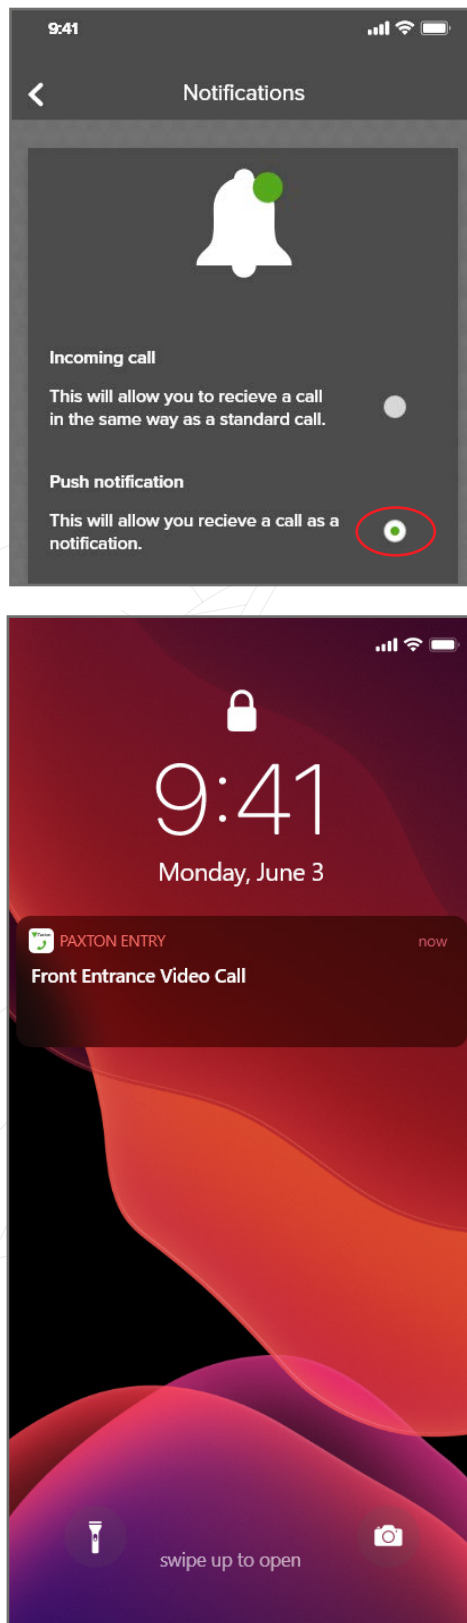 9:41
Notifications
Incoming call
This will allow you to recieve a call
in the same way as a standard call.
Push notification
This will allow you recieve a call as a
notification.
9:41
Monday, June 3
PAXTON ENTRY now
Front Entrance Video Call
swipe up to open